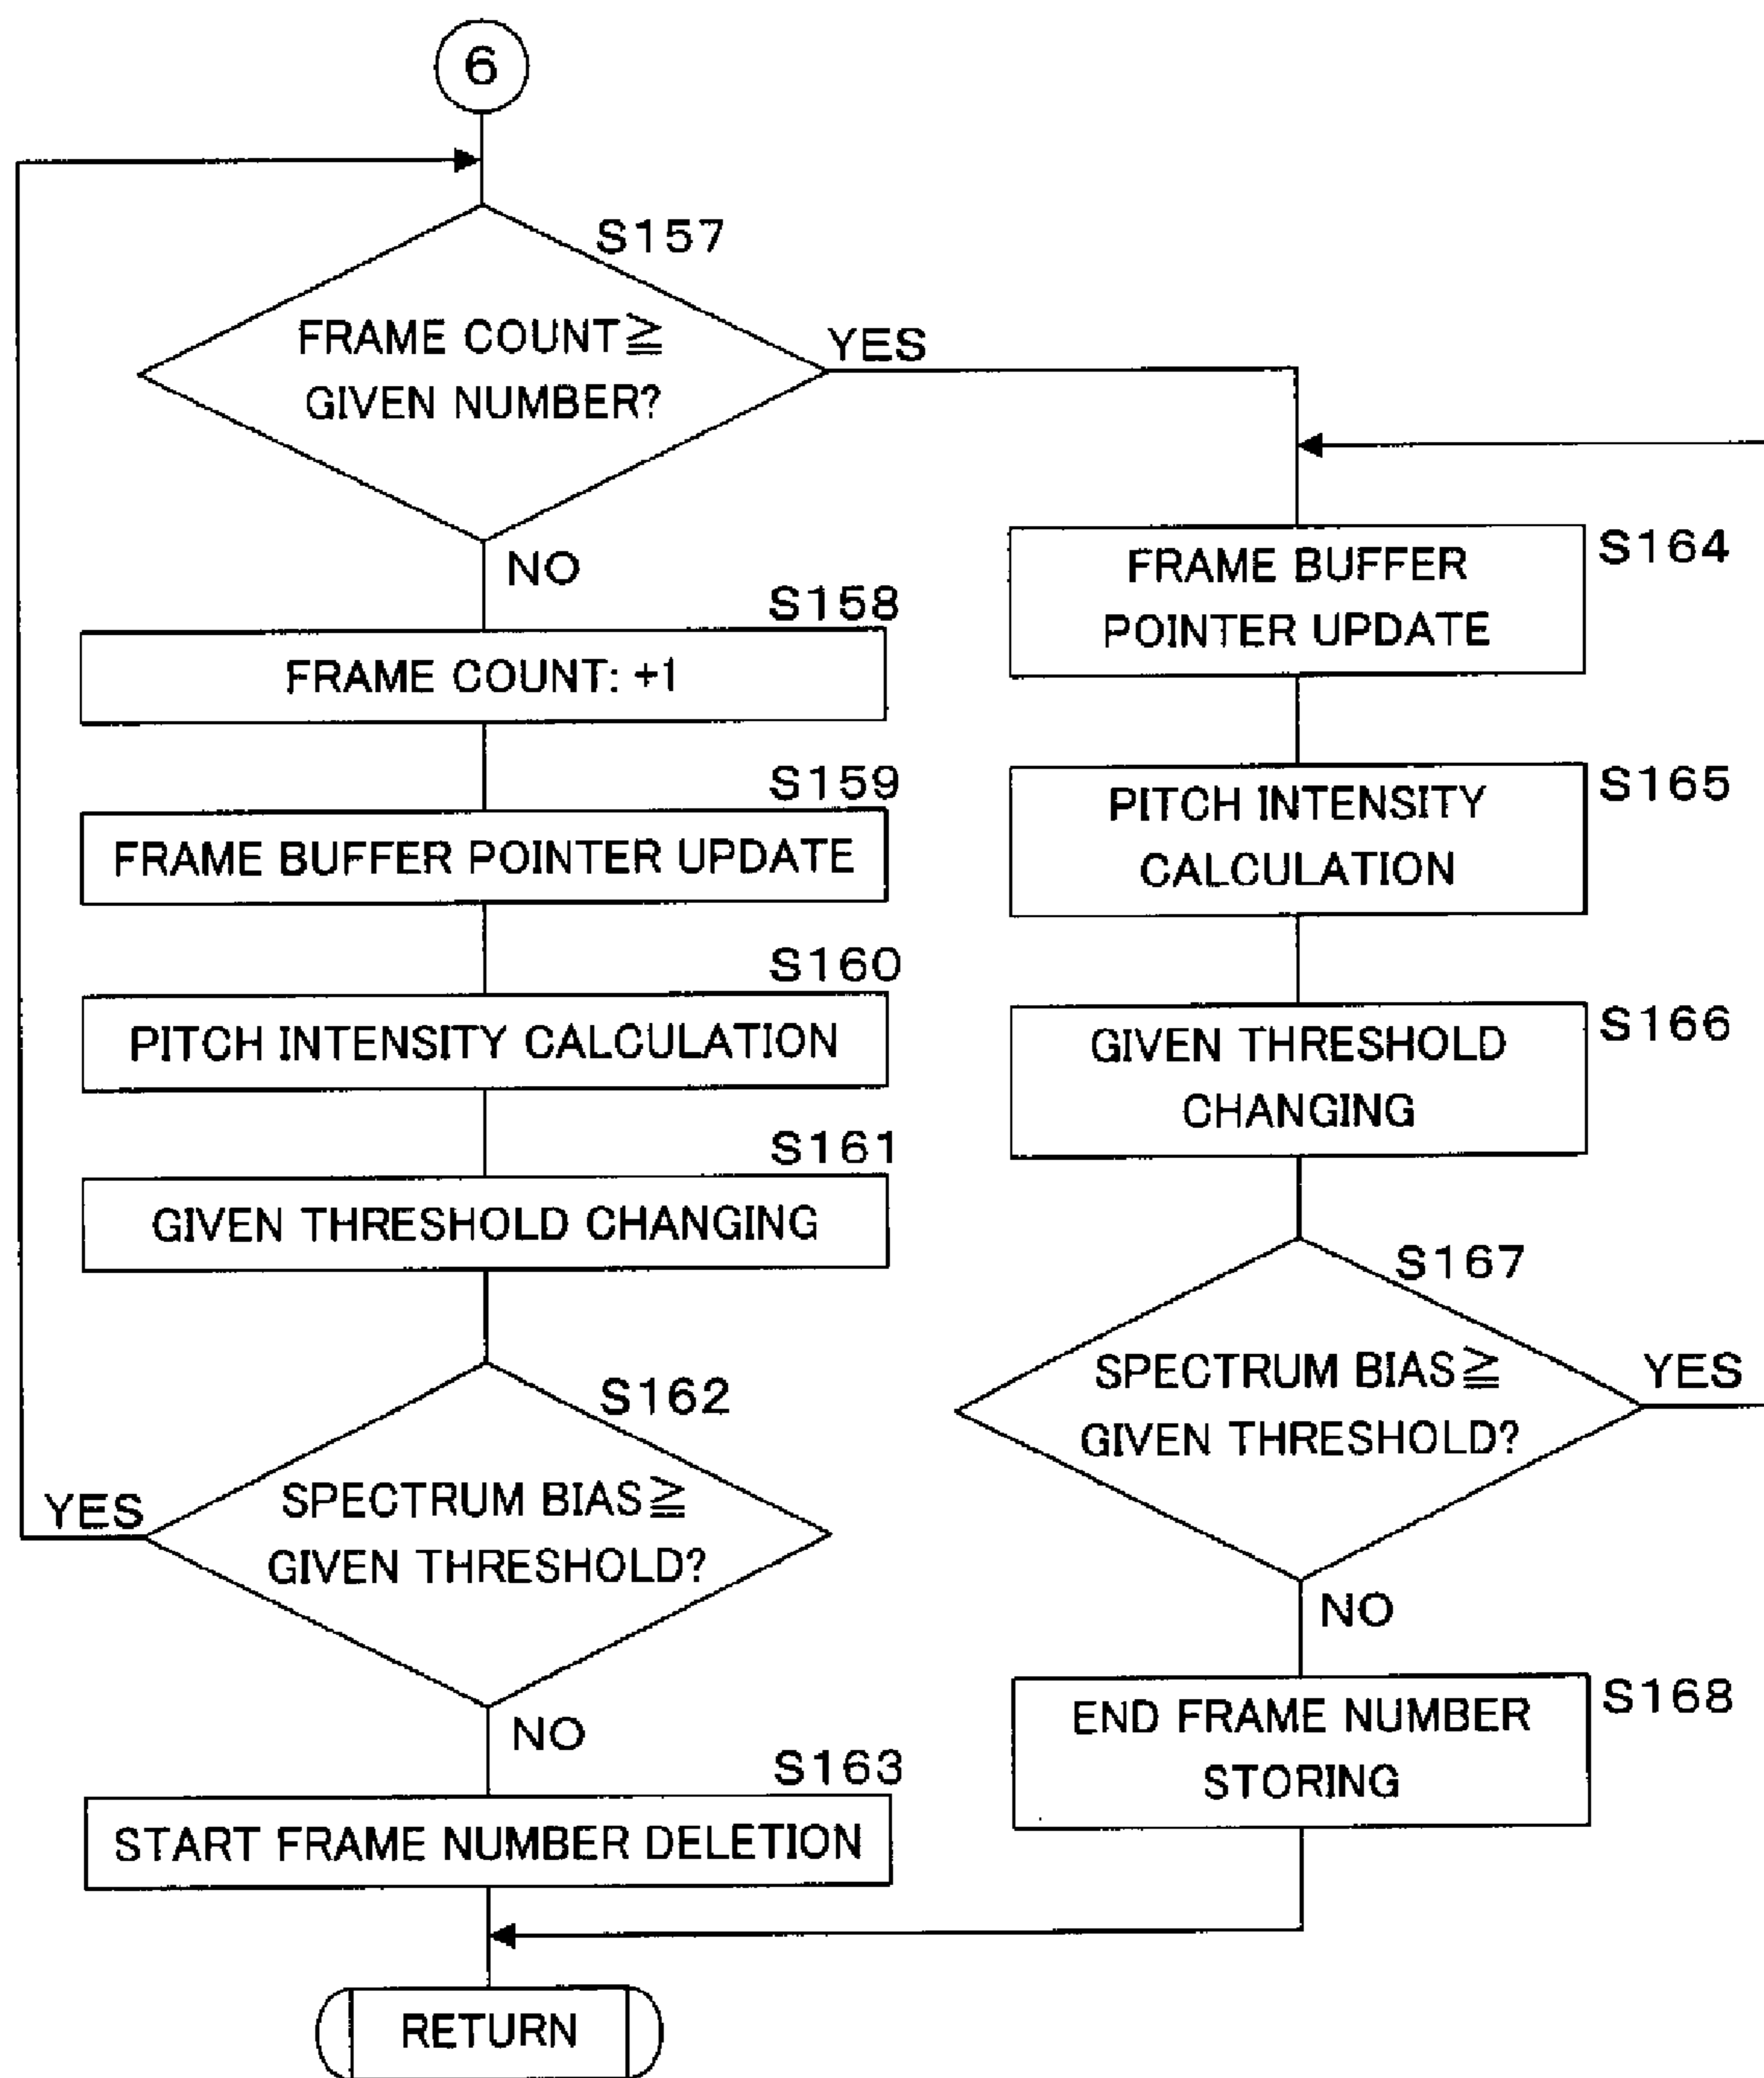 6
S157
FRAME COUNT≧
GIVEN NUMBER?
YES
NO
S158
FRAME COUNT: +1
S159
FRAME BUFFER POINTER UPDATE
S160
PITCH INTENSITY CALCULATION
S161
GIVEN THRESHOLD CHANGING
S162
SPECTRUM BIAS≧
GIVEN THRESHOLD?
YES
NO
S163
START FRAME NUMBER DELETION
S164
FRAME BUFFER
POINTER UPDATE
S165
PITCH INTENSITY
CALCULATION
S166
GIVEN THRESHOLD
CHANGING
S167
SPECTRUM BIAS≧
GIVEN THRESHOLD?
YES
NO
S168
END FRAME NUMBER
STORING
RETURN